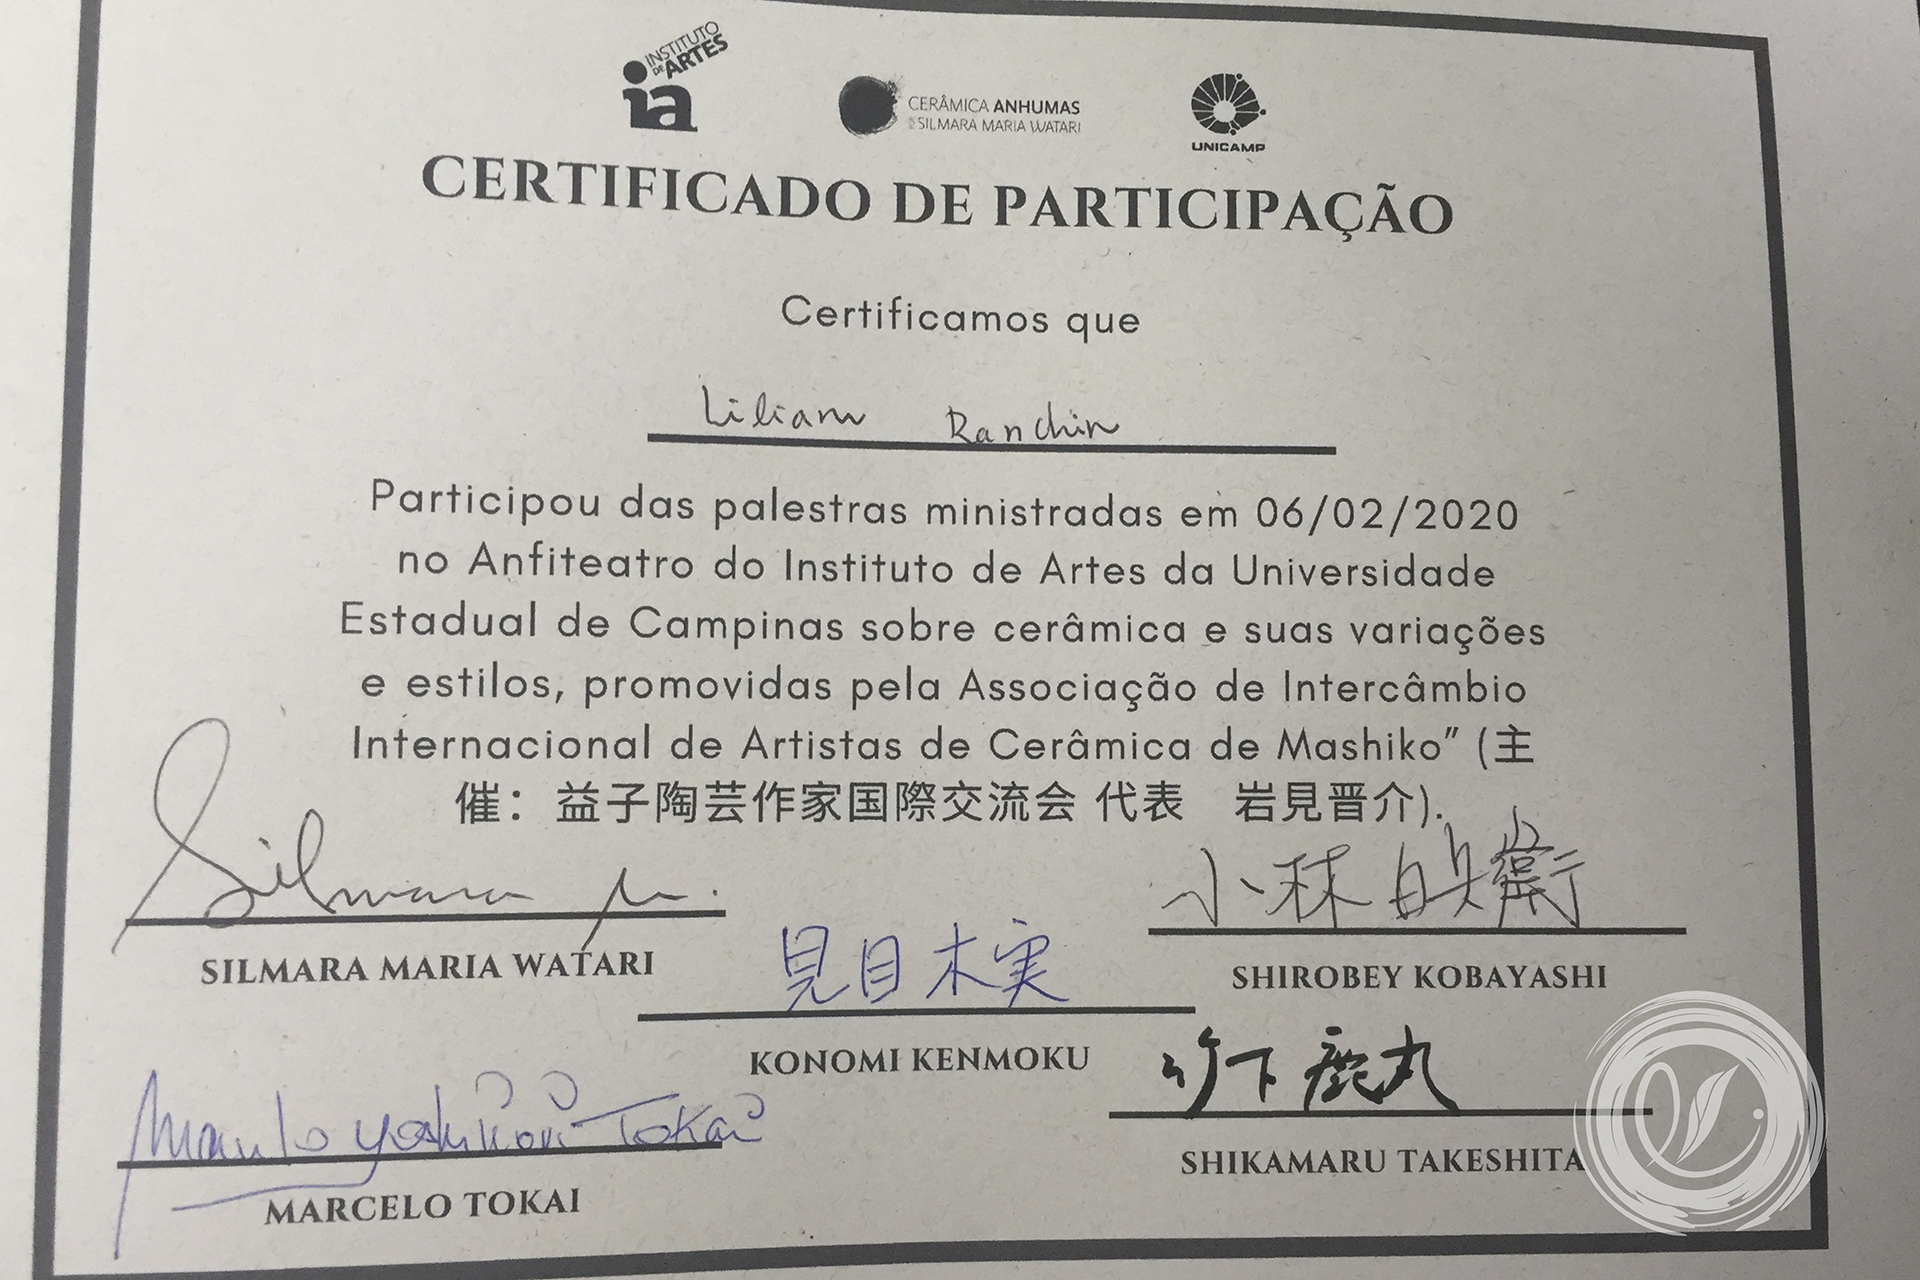 INSTITUTO
DE ARTES
ia
CERÂMICA ANHUMAS
DE SILMARA MARIA WATARI
UNICAMP
CERTIFICADO DE PARTICIPAÇÃO
Certificamos que
Liliam Ranchin
Participou das palestras ministradas em 06/02/2020
no Anfiteatro do Instituto de Artes da Universidade
Estadual de Campinas sobre cerâmica e suas variações
e estilos, promovidas pela Associação de Intercâmbio
Internacional de Artistas de Cerâmica de Mashiko” (主
催：益子陶芸作家国際交流会 代表　岩見晋介).
Silmara M.
小林
SILMARA MARIA WATARI
見目木実
SHIROBEY KOBAYASHI
KONOMI KENMOKU
竹下鹿丸
Marcelo Yoshinori Tokai
SHIKAMARU TAKESHITA
MARCELO TOKAI